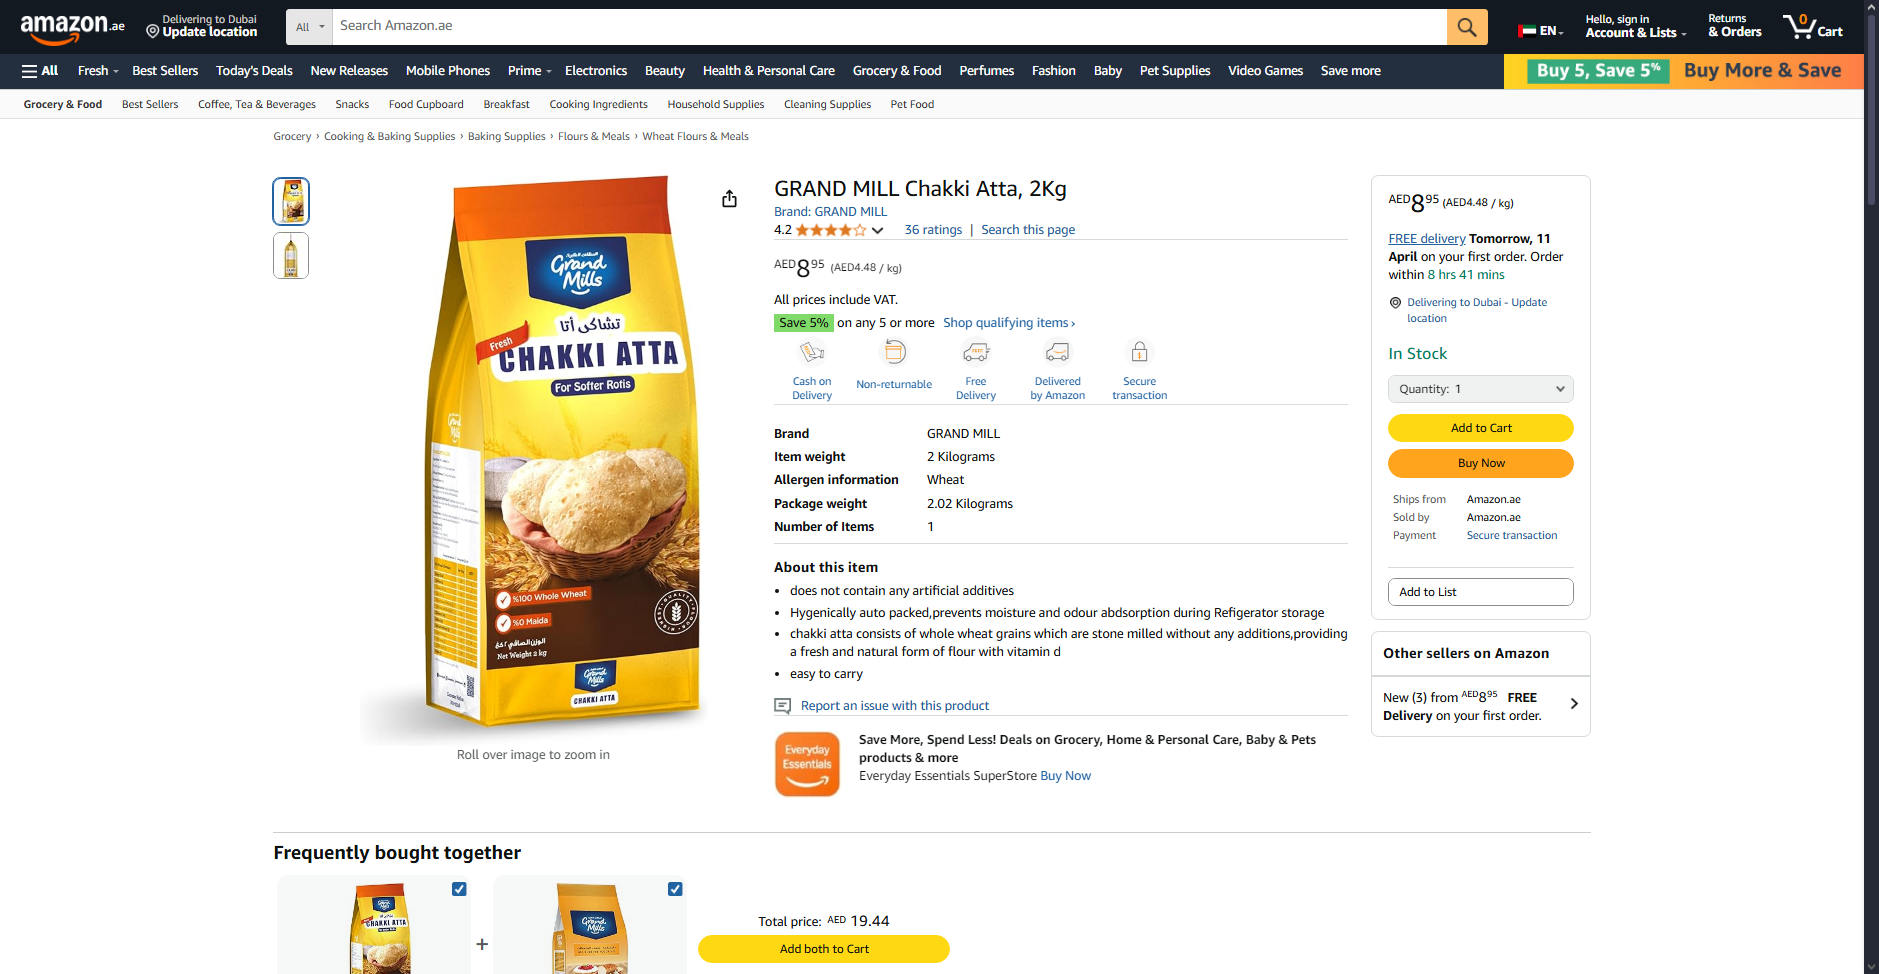 amazon.ae
Delivering to Dubai
Update location
All
Search Amazon.ae
EN
Hello, sign in
Account & Lists
Returns
& Orders
0
Cart
All
Fresh
Best Sellers
Today's Deals
New Releases
Mobile Phones
Prime
Electronics
Beauty
Health & Personal Care
Grocery & Food
Perfumes
Fashion
Baby
Pet Supplies
Video Games
Save more
Buy 5, Save 5%
Buy More & Save
Grocery & Food
Best Sellers
Coffee, Tea & Beverages
Snacks
Food Cupboard
Breakfast
Cooking Ingredients
Household Supplies
Cleaning Supplies
Pet Food
Grocery › Cooking & Baking Supplies › Baking Supplies › Flours & Meals › Wheat Flours & Meals
Grand
Mills
تشاكي أتا
Fresh
CHAKKI ATTA
For Softer Rotis
%100 Whole Wheat
%0 Maida
Net Weight 2 kg
Grand
Mills
CHAKKI ATTA
Roll over image to zoom in
GRAND MILL Chakki Atta, 2Kg
Brand: GRAND MILL
4.2
36 ratings | Search this page
AED8 95 (AED4.48 / kg)
All prices include VAT.
Save 5% on any 5 or more Shop qualifying items ›
Cash on
Delivery
Non-returnable
Free
Delivery
Delivered
by Amazon
Secure
transaction
Brand GRAND MILL
Item weight 2 Kilograms
Allergen information Wheat
Package weight 2.02 Kilograms
Number of Items 1
About this item
• does not contain any artificial additives
• Hygenically auto packed,prevents moisture and odour abdsorption during Refigerator storage
• chakki atta consists of whole wheat grains which are stone milled without any additions,providing
a fresh and natural form of flour with vitamin d
• easy to carry
Report an issue with this product
Everyday
Essentials
Save More, Spend Less! Deals on Grocery, Home & Personal Care, Baby & Pets
products & more
Everyday Essentials SuperStore Buy Now
AED8 95 (AED4.48 / kg)
FREE delivery Tomorrow, 11
April on your first order. Order
within 8 hrs 41 mins
Delivering to Dubai - Update
location
In Stock
Quantity: 1
Add to Cart
Buy Now
Ships from Amazon.ae
Sold by Amazon.ae
Payment Secure transaction
Add to List
Other sellers on Amazon
New (3) from AED8 95 FREE
Delivery on your first order.
Frequently bought together
Grand
Mills
CHAKKI ATTA
+
Grand
Mills
Total price: AED 19.44
Add both to Cart